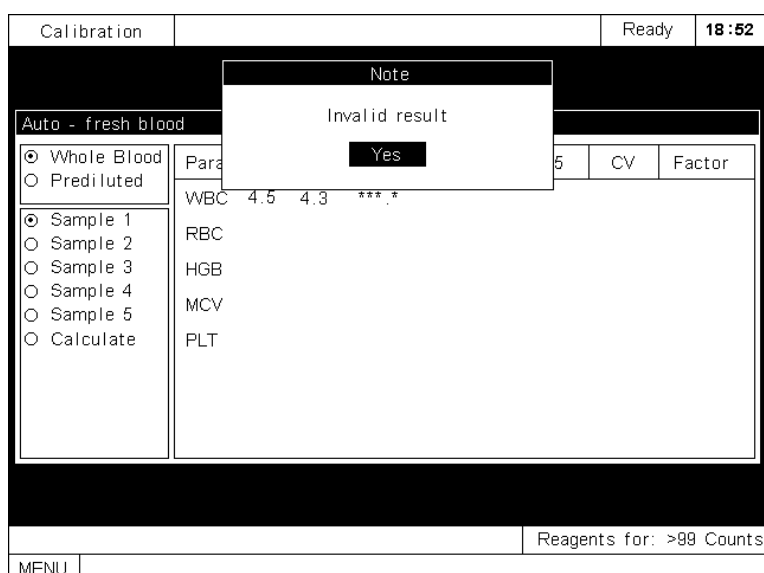 Calibration Ready 18:52
Note
Invalid result
Yes
Auto - fresh blood
Whole Blood
Prediluted
Sample 1
Sample 2
Sample 3
Sample 4
Sample 5
Calculate
Para 5 CV Factor
WBC 4.5 4.3 ***.*
RBC
HGB
MCV
PLT
Reagents for: >99 Counts
MENU